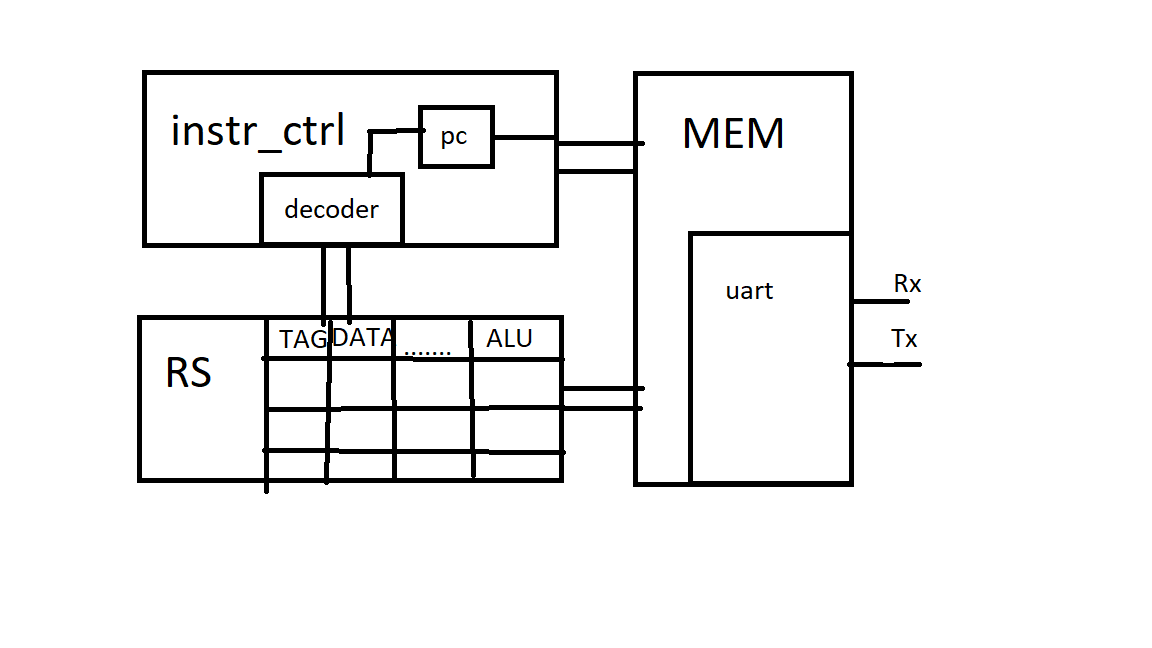 instr_ctrl
pc
decoder
MEM
uart
Rx
Tx
RS
TAG DATA ....... ALU